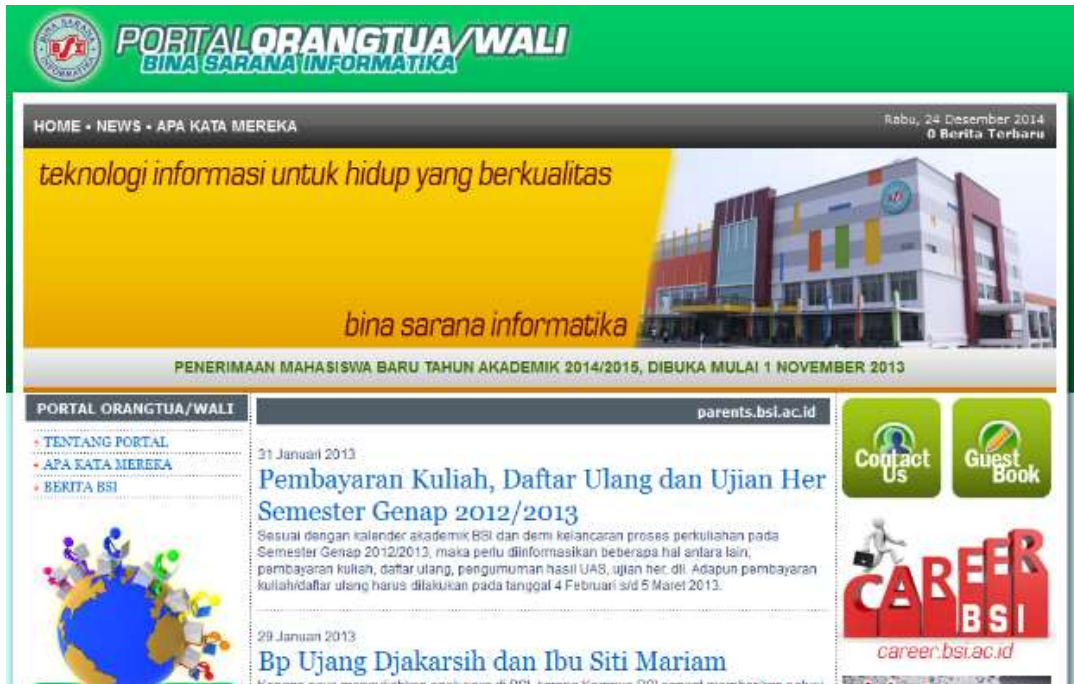 PORTALORANGTUA/WALI
BINA SARANA INFORMATIKA
HOME • NEWS • APA KATA MEREKA
Rabu, 24 Desember 2014
0 Berita Terbaru
teknologi informasi untuk hidup yang berkualitas
bina sarana informatika
PENERIMAAN MAHASISWA BARU TAHUN AKADEMIK 2014/2015, DIBUKA MULAI 1 NOVEMBER 2013
PORTAL ORANGTUA/WALI
TENTANG PORTAL
APA KATA MEREKA
BERITA BSI
parents.bsi.ac.id
31 Januari 2013
Pembayaran Kuliah, Daftar Ulang dan Ujian Her
Semester Genap 2012/2013
Sesuai dengan kalender akademik BSI dan demi kelancaran proses perkuliahan pada
Semester Genap 2012/2013, maka perlu diinformasikan beberapa hal antara lain,
pembayaran kuliah, daftar ulang, pengumuman hasil UAS, ujian her, dll. Adapun pembayaran
kuliah/daftar ulang harus dilakukan pada tanggal 4 Februari s/d 5 Maret 2013.
29 Januari 2013
Bp Ujang Djakarsih dan Ibu Siti Mariam
Contact
Us
Guest
Book
CAREER
BSI
career.bsi.ac.id